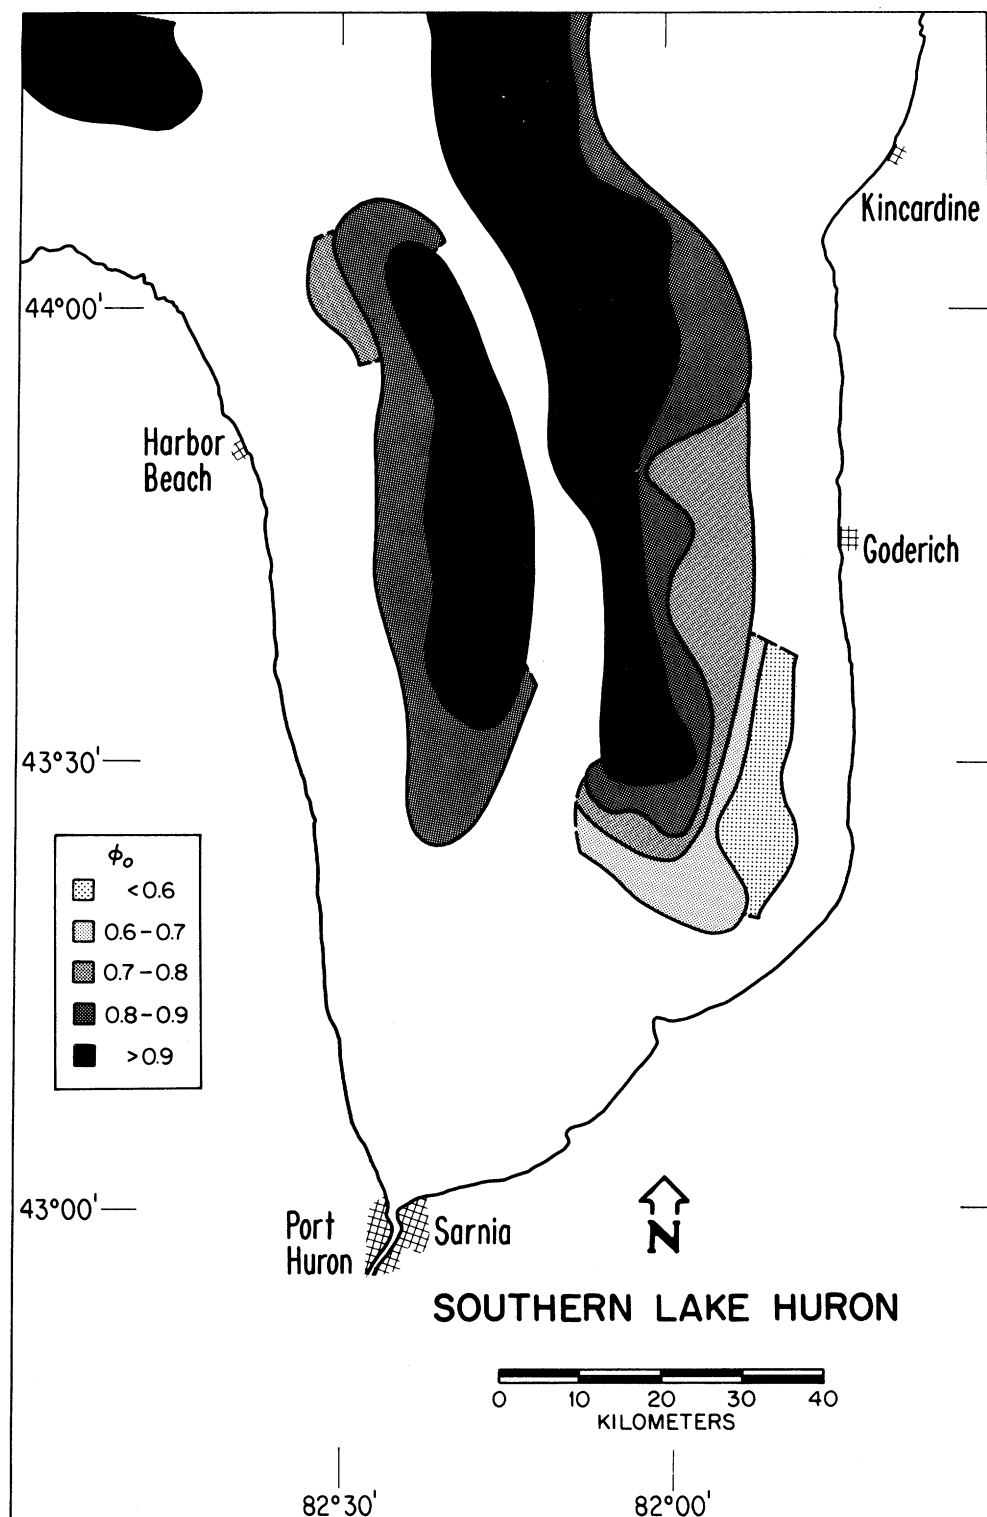 Kincardine
44°00'
Harbor
Beach
Goderich
43°30'
ϕ₀
<0.6
0.6-0.7
0.7-0.8
0.8-0.9
>0.9
43°00'
Port
Huron
Sarnia
N
SOUTHERN LAKE HURON
0 10 20 30 40
KILOMETERS
82°30' 82°00'